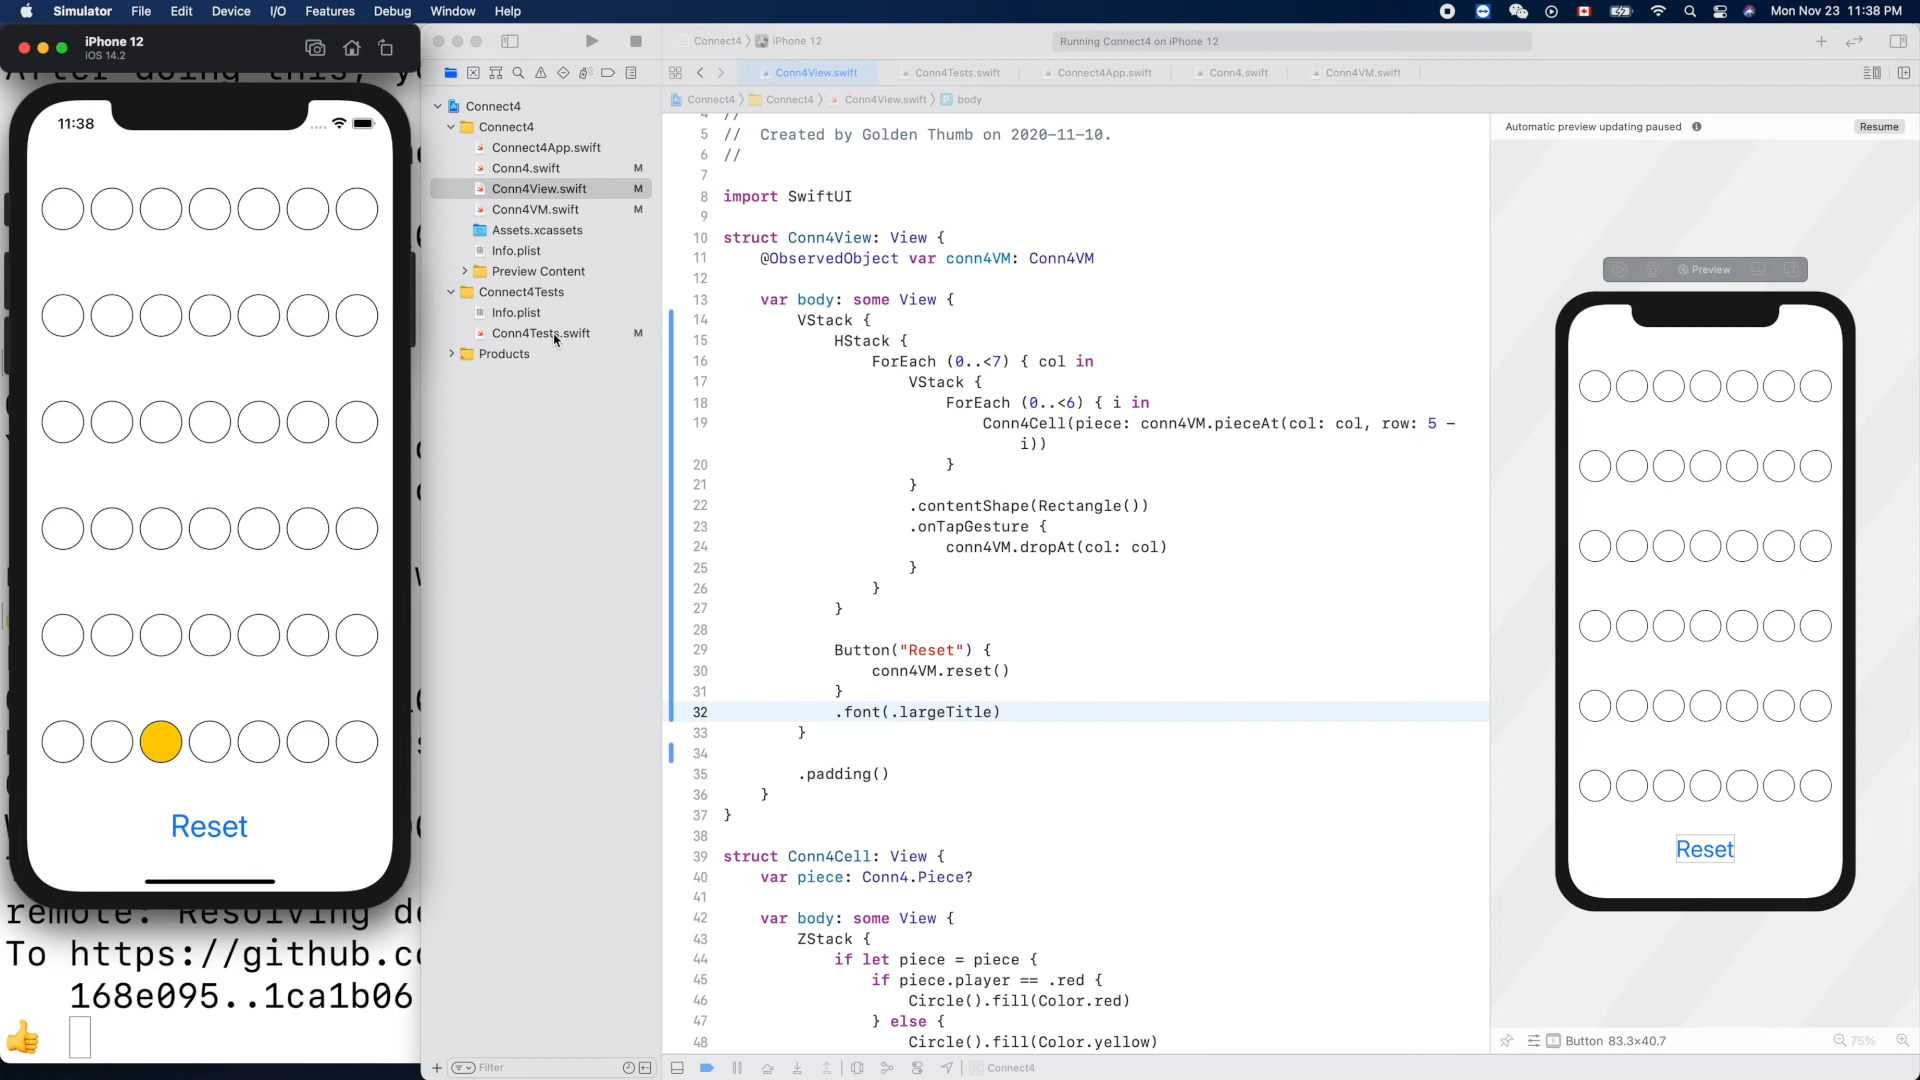 Simulator File Edit Device I/O Features Debug Window Help
Mon Nov 23 11:38 PM
iPhone 12
iOS 14.2
11:38
Reset
To https://github.c
168e095..1ca1b06
Connect4
Connect4
Connect4App.swift
Conn4.swift M
Conn4View.swift M
Conn4VM.swift M
Assets.xcassets
Info.plist
Preview Content
Connect4Tests
Info.plist
Conn4Tests.swift M
Products
Filter
Connect4 iPhone 12
Running Connect4 on iPhone 12
Conn4View.swift Conn4Tests.swift Connect4App.swift Conn4.swift Conn4VM.swift
Connect4 Connect4 Conn4View.swift P body
4 //
5 // Created by Golden Thumb on 2020-11-10.
6 //
7
8 import SwiftUI
9
10 struct Conn4View: View {
11 @ObservedObject var conn4VM: Conn4VM
12
13 var body: some View {
14 VStack {
15 HStack {
16 ForEach (0..<7) { col in
17 VStack {
18 ForEach (0..<6) { i in
19 Conn4Cell(piece: conn4VM.pieceAt(col: col, row: 5 -
i))
20 }
21 }
22 .contentShape(Rectangle())
23 .onTapGesture {
24 conn4VM.dropAt(col: col)
25 }
26 }
27 }
28
29 Button("Reset") {
30 conn4VM.reset()
31 }
32 .font(.largeTitle)
33 }
34
35 .padding()
36 }
37 }
38
39 struct Conn4Cell: View {
40 var piece: Conn4.Piece?
41
42 var body: some View {
43 ZStack {
44 if let piece = piece {
45 if piece.player == .red {
46 Circle().fill(Color.red)
47 } else {
48 Circle().fill(Color.yellow)
Connect4
Automatic preview updating paused Resume
Preview
Reset
Button 83.3×40.7
75%